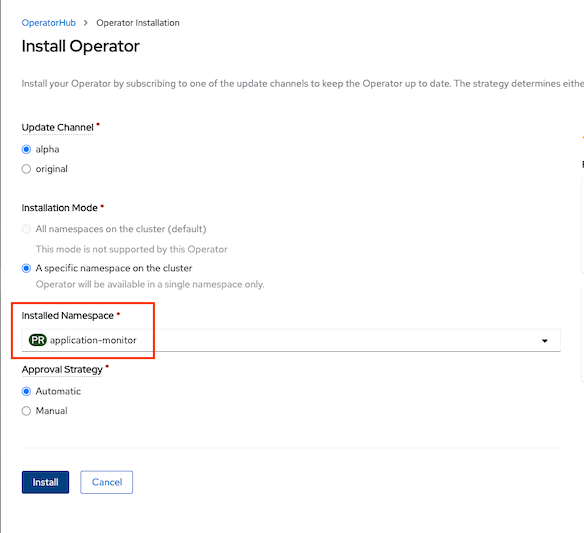 OperatorHub > Operator Installation
Install Operator
Install your Operator by subscribing to one of the update channels to keep the Operator up to date. The strategy determines eithe
Update Channel *
alpha
original
Installation Mode *
All namespaces on the cluster (default)
This mode is not supported by this Operator
A specific namespace on the cluster
Operator will be available in a single namespace only.
Installed Namespace *
PR application-monitor
Approval Strategy *
Automatic
Manual
Install Cancel